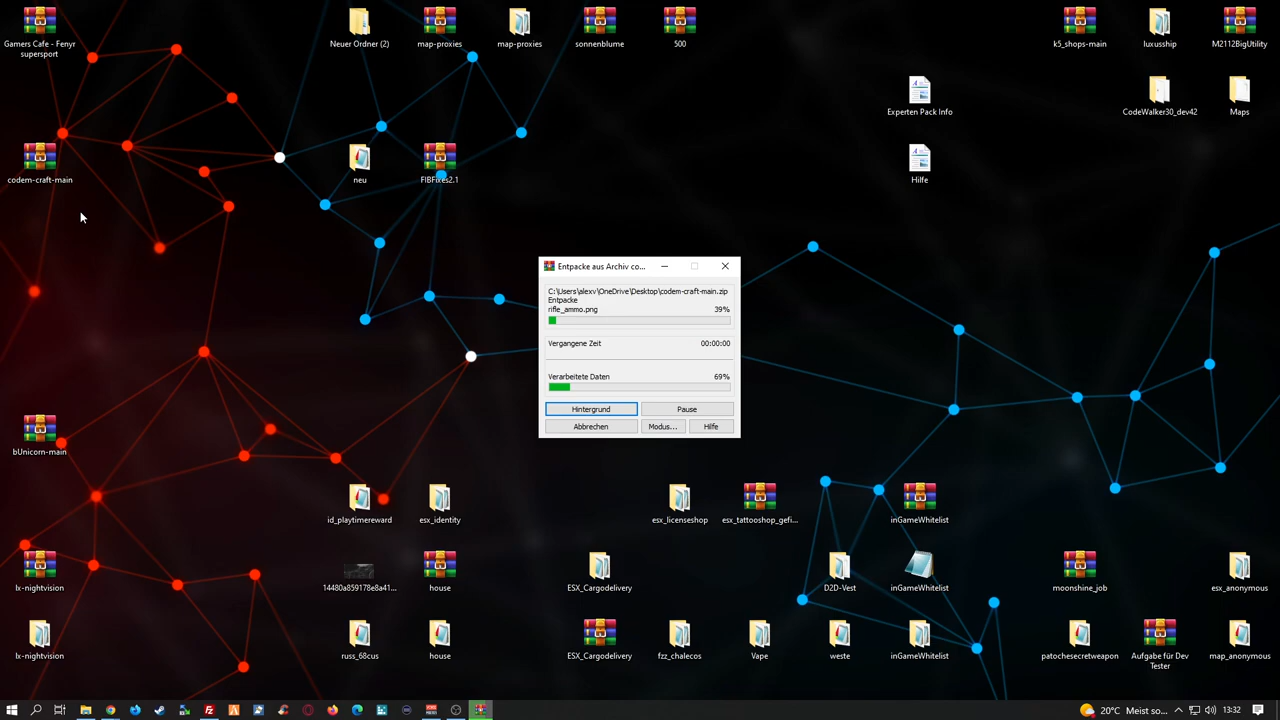 Gamers Cafe - Fenyr
supersport
Neuer Ordner (2)
map-proxies
map-proxies
sonnenblume
500
k5_shops-main
luxusship
M2112BigUtility
Experten Pack Info
CodeWalker30_dev42
Maps
codem-craft-main
neu
FIBFixes2.1
Hilfe
Entpacke aus Archiv co...
C:\Users\alexv\OneDrive\Desktop\codem-craft-main.zip
Entpacke
rifle_ammo.png 39%
Vergangene Zeit 00:00:00
Verarbeitete Daten 69%
Hintergrund Pause
Abbrechen Modus... Hilfe
bUnicorn-main
id_playtimereward
esx_identity
esx_licenseshop
esx_tattooshop_gefi...
inGameWhitelist
lx-nightvision
14480a859178e8a41...
house
ESX_Cargodelivery
D2D-Vest
inGameWhitelist
moonshine_job
esx_anonymous
lx-nightvision
russ_68cus
house
ESX_Cargodelivery
fzz_chalecos
Vape
weste
inGameWhitelist
patochesecretweapon
Aufgabe für Dev
Tester
map_anonymous
20°C Meist so... 13:32